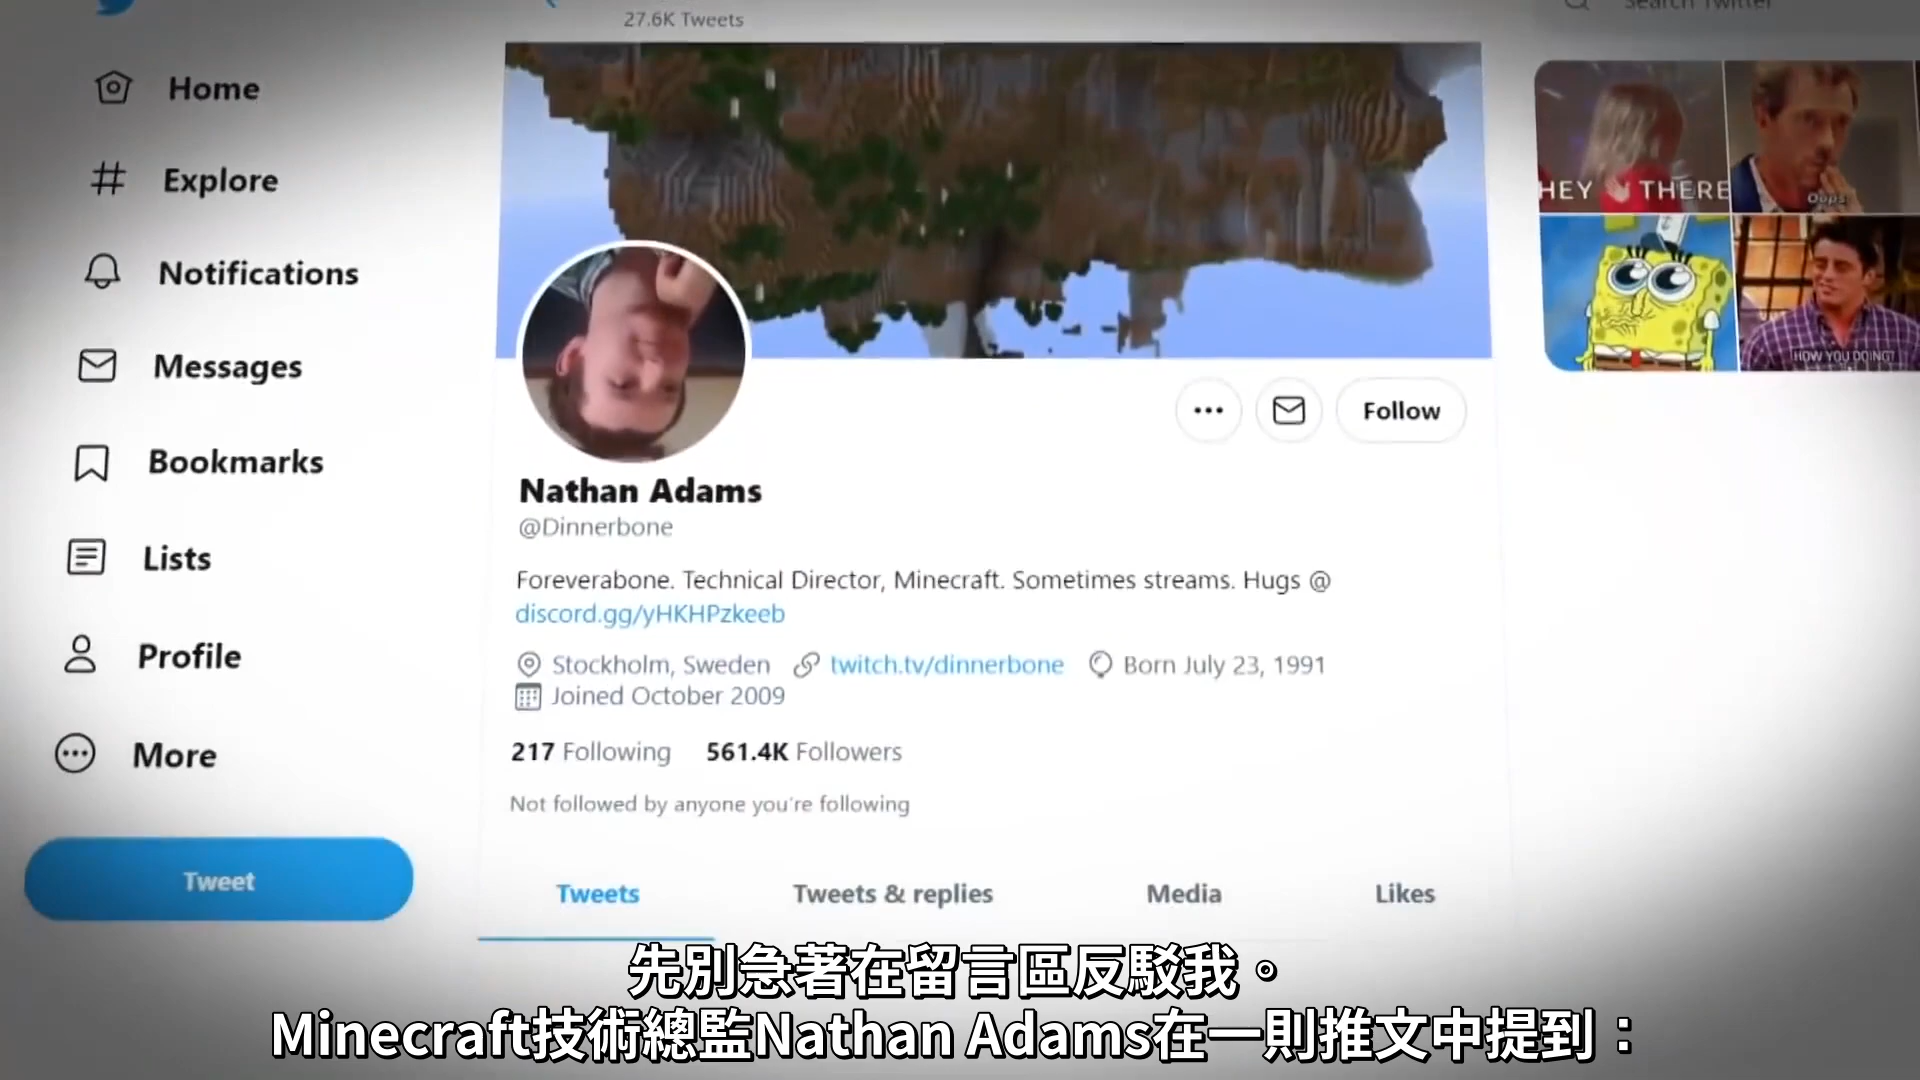 27.6K Tweets
Search Twitter
Home
Explore
Notifications
Messages
Bookmarks
Lists
Profile
More
Tweet
HEY THERE
Oops
HOW YOU DOING?
Follow
Nathan Adams
@Dinnerbone
Foreverabone. Technical Director, Minecraft. Sometimes streams. Hugs @
discord.gg/yHKHPzkeeb
Stockholm, Sweden twitch.tv/dinnerbone Born July 23, 1991
Joined October 2009
217 Following 561.4K Followers
Not followed by anyone you're following
Tweets Tweets & replies Media Likes
先別急著在留言區反駁我。
Minecraft技術總監Nathan Adams在一則推文中提到：